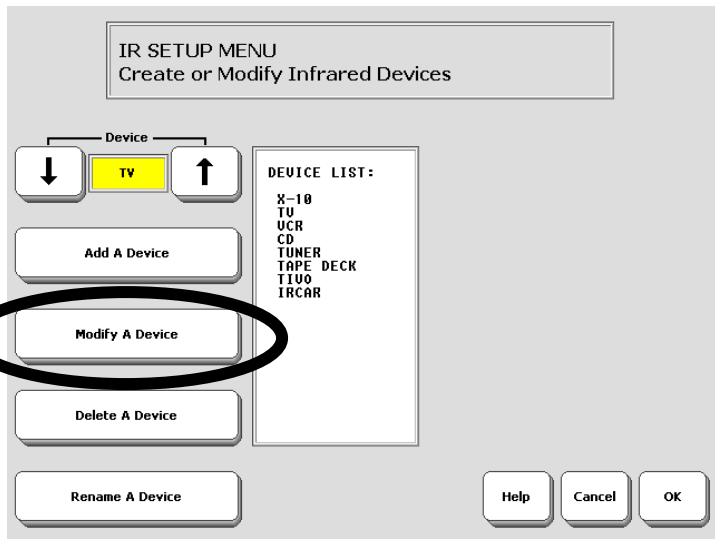 IR SETUP MENU
Create or Modify Infrared Devices
Device
TV
Add A Device
Modify A Device
Delete A Device
Rename A Device
DEVICE LIST:
X-10
TV
VCR
CD
TUNER
TAPE DECK
TIVO
IRCAR
Help
Cancel
OK